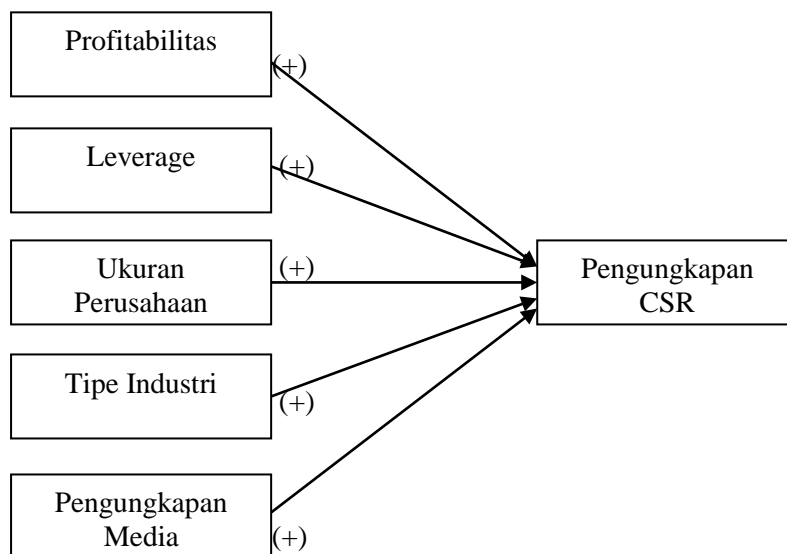 Profitabilitas
(+)
Leverage
(+)
Ukuran
Perusahaan
(+)
Pengungkapan
CSR
Tipe Industri
(+)
Pengungkapan
Media
(+)